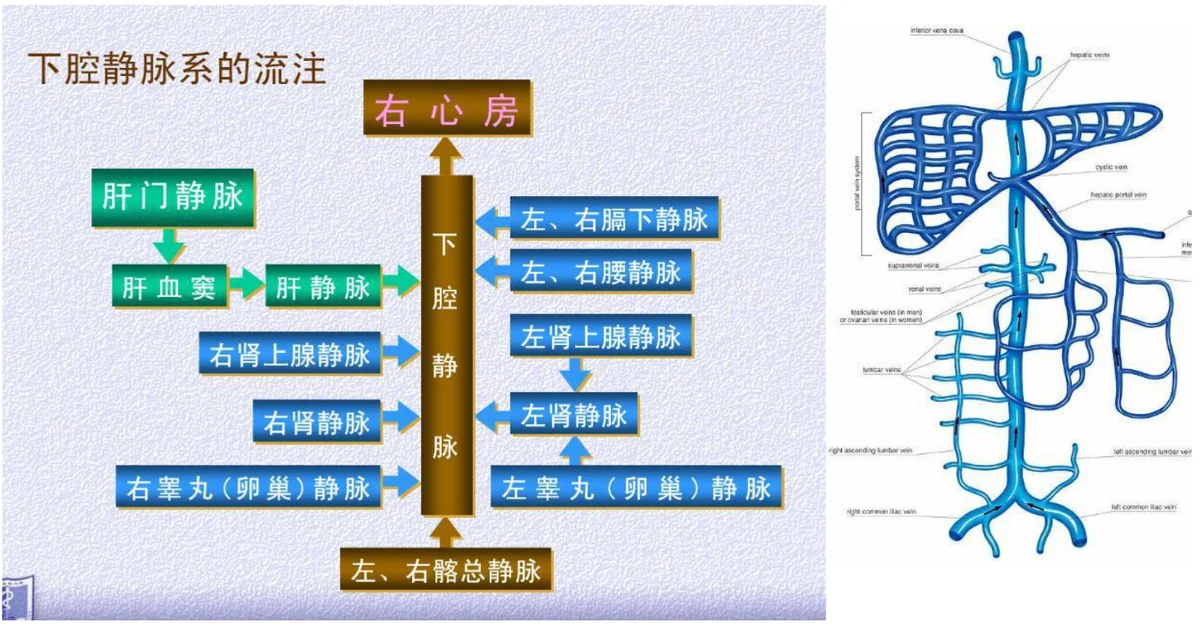 下腔静脉系的流注
右心房
肝门静脉
左、右膈下静脉
下腔静脉
肝血窦
肝静脉
左、右腰静脉
右肾上腺静脉
左肾上腺静脉
右肾静脉
左肾静脉
右睾丸(卵巢)静脉
左睾丸(卵巢)静脉
左、右髂总静脉
inferior vena cava
hepatic veins
portal vein system
cystic vein
hepatic portal vein
suprarenal veins
renal veins
testicular veins (in men)
or ovarian veins (in women)
lumbar veins
right ascending lumbar vein
left ascending lumbar vein
right common iliac vein
left common iliac vein